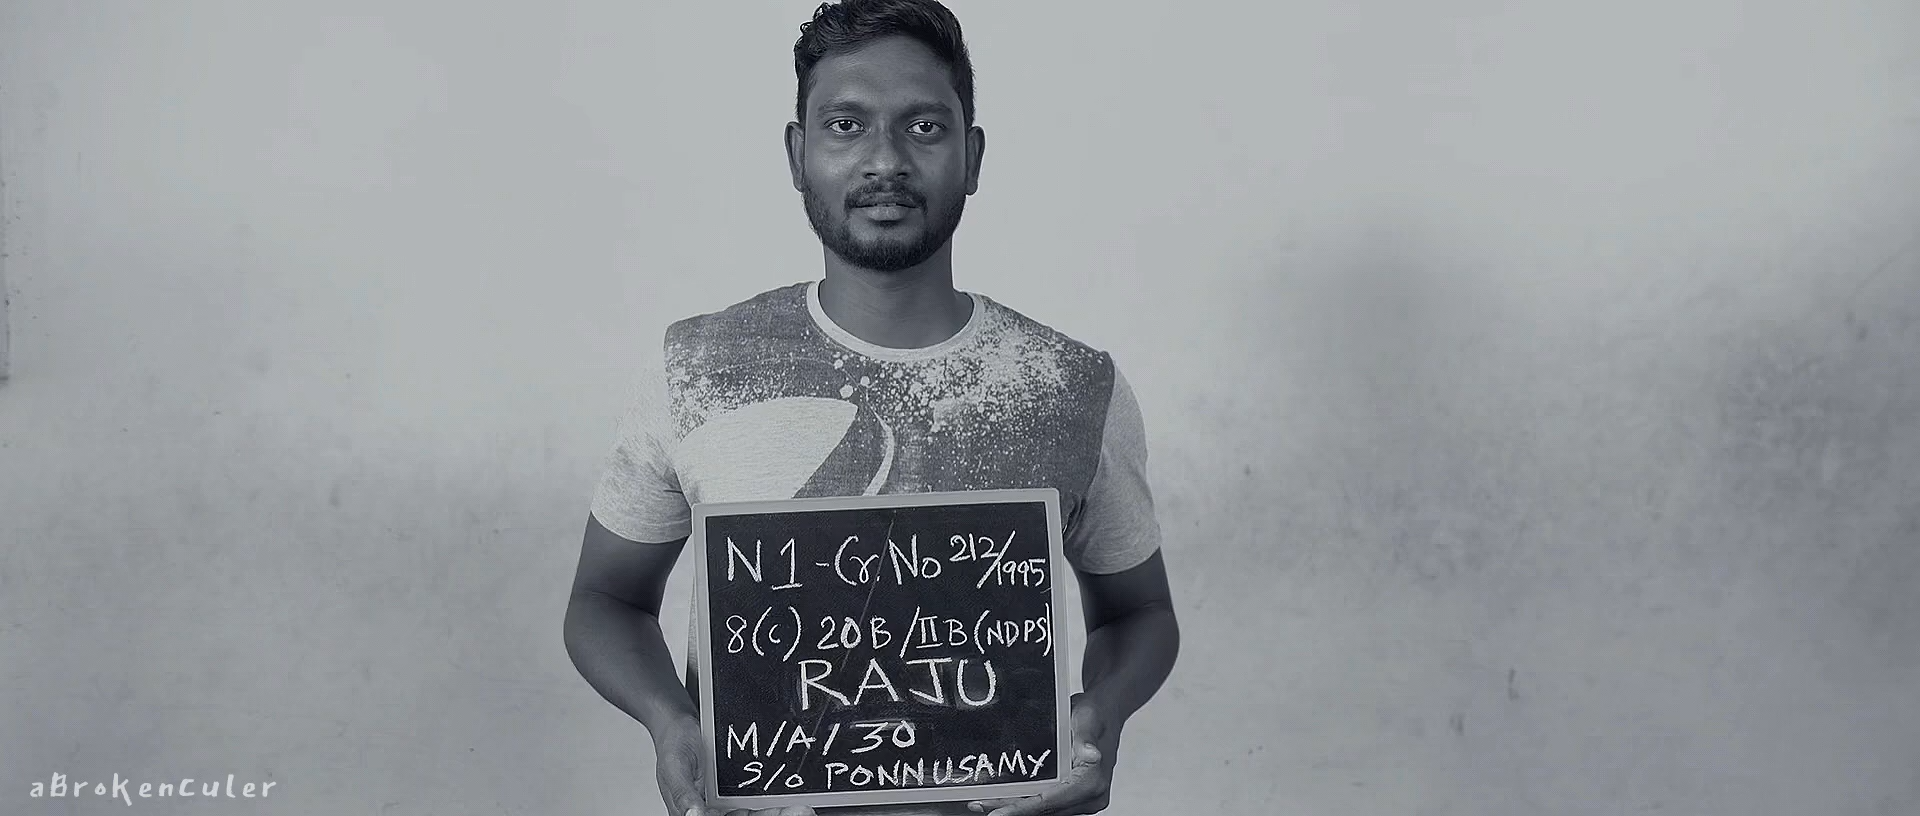 N1-Cr.No 212/1995
8(c) 20B/IIB(NDPS)
RAJU
M/A/30
S/o PONNUSAMY
aBrokenCuler